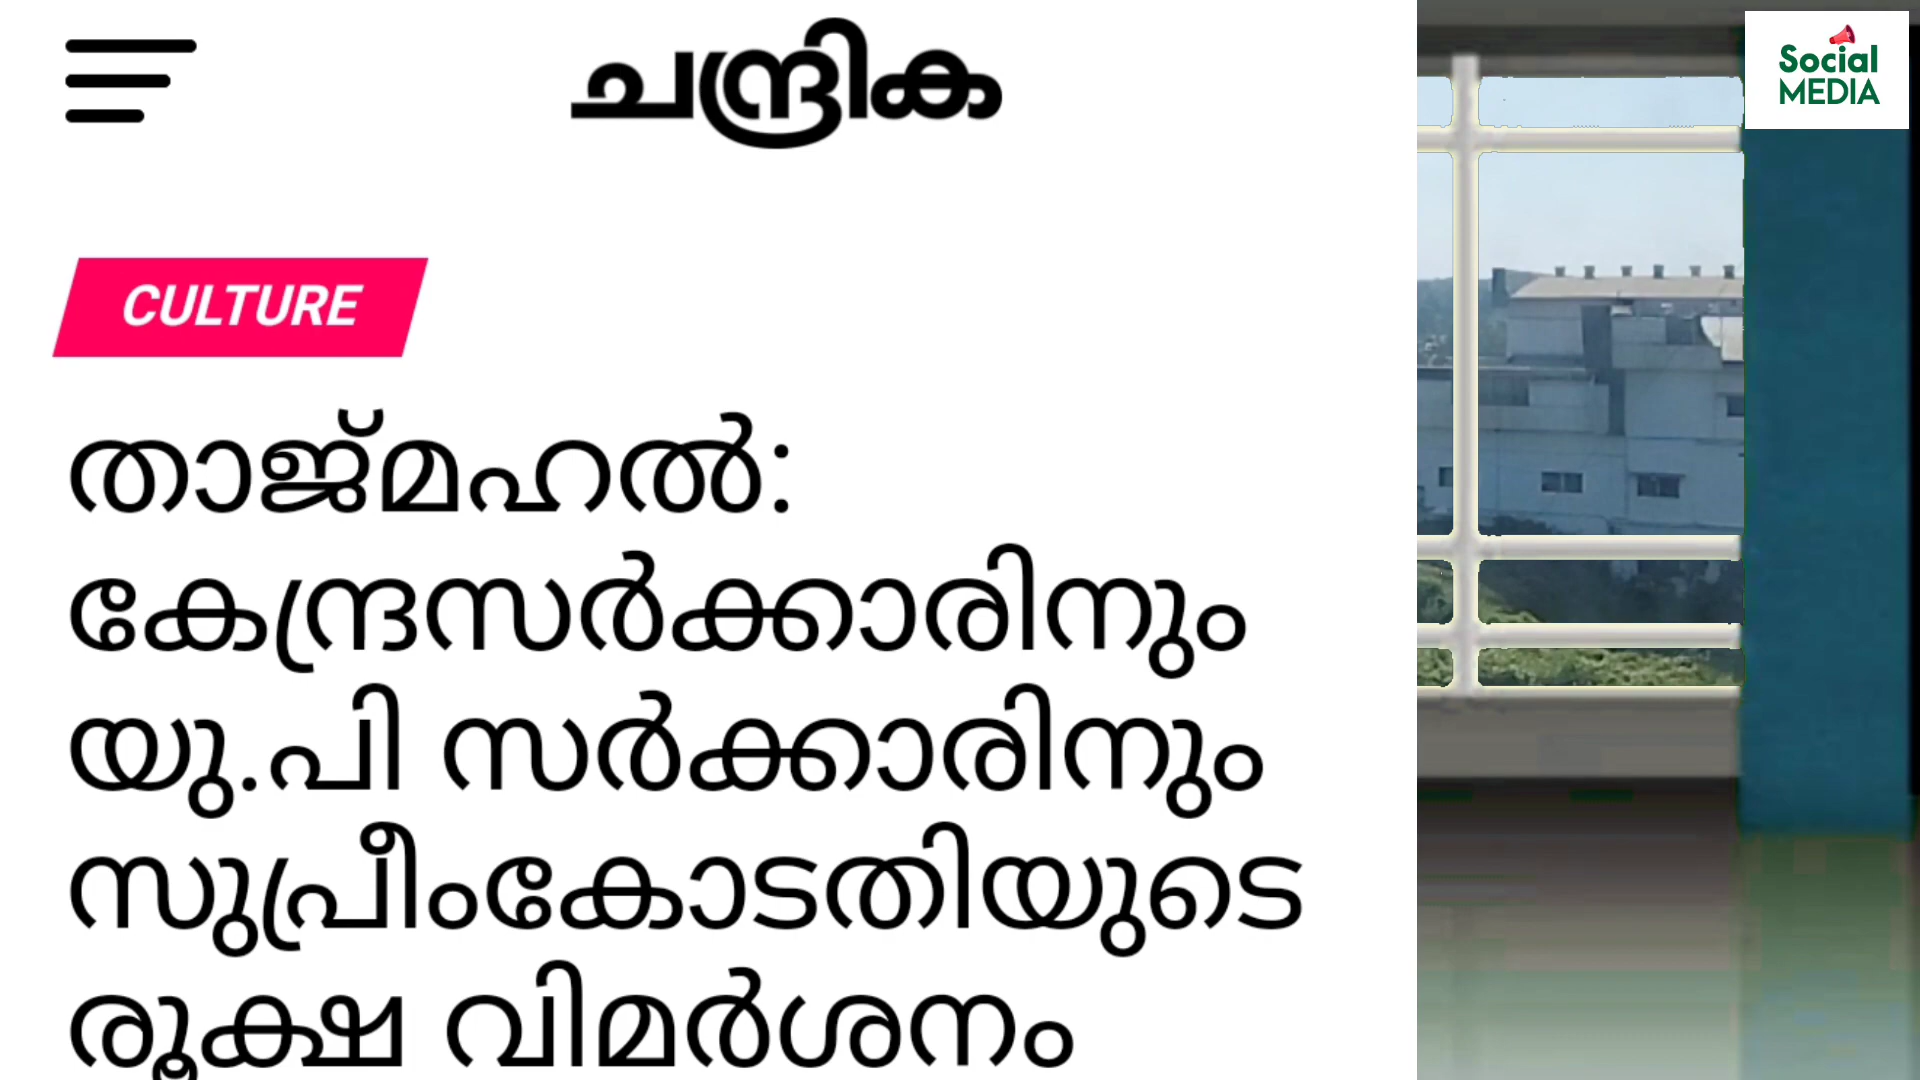 ചന്ദ്രിക
Social
MEDIA
CULTURE
താജ്മഹൽ:
കേന്ദ്രസർക്കാരിനും
യു.പി സർക്കാരിനും
സുപ്രീംകോടതിയുടെ
രൂക്ഷ വിമർശനം